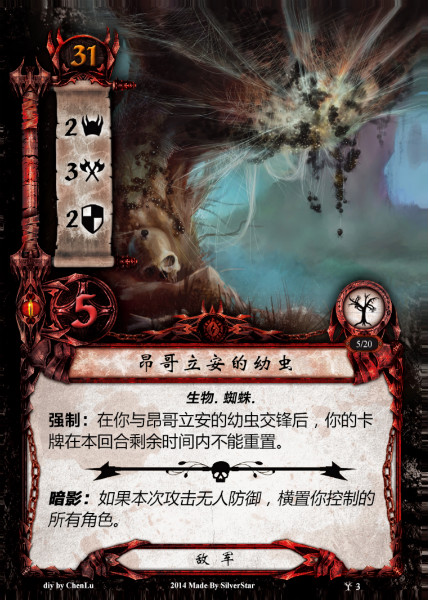 31
2
3
2
5
5/20
昂哥立安的幼虫
生物. 蜘蛛.
强制：在你与昂哥立安的幼虫交锋后，你的卡
牌在本回合剩余时间内不能重置。
暗影：如果本次攻击无人防御，横置你控制的
所有角色。
敌军
diy by ChenLu 2014 Made By SilverStar 3